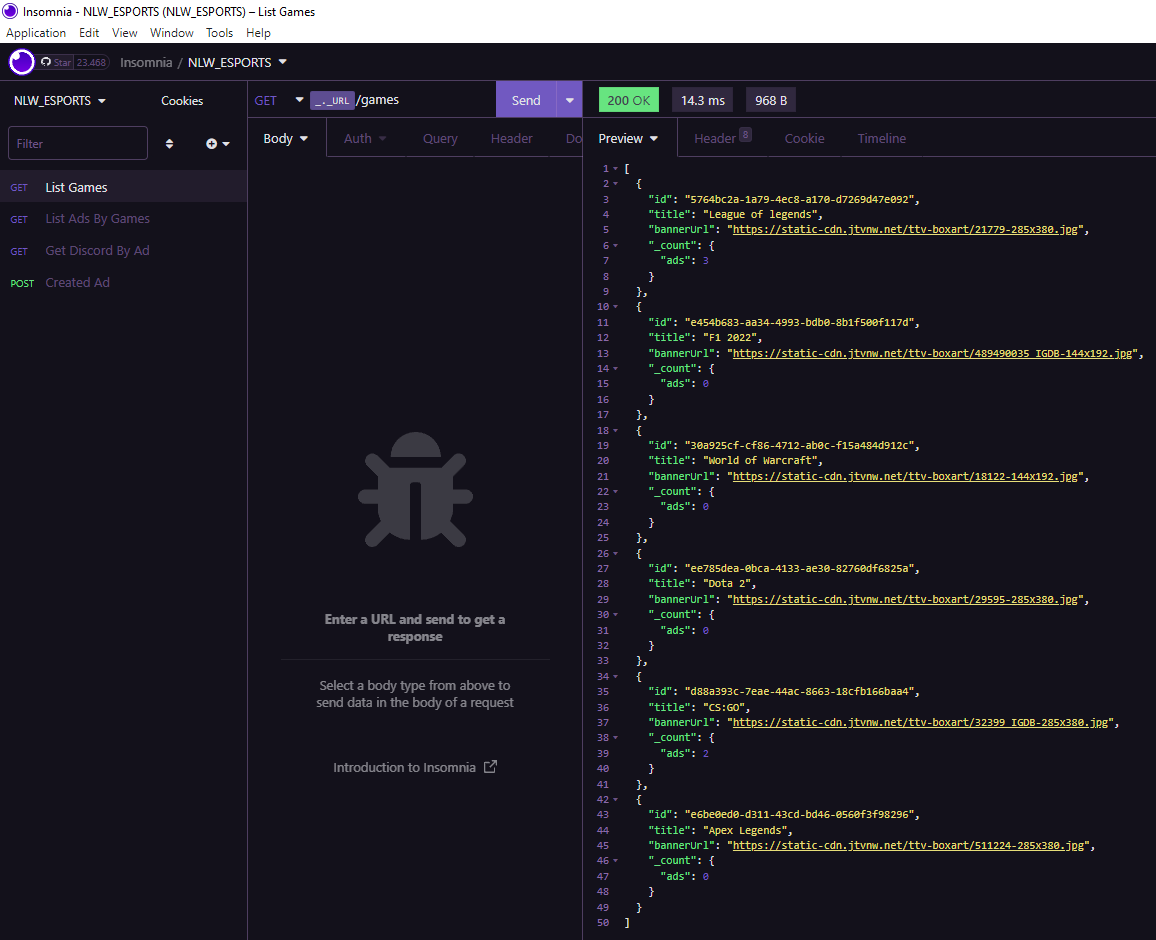 Insomnia - NLW_ESPORTS (NLW_ESPORTS) – List Games
Application Edit View Window Tools Help
Star 23.468 Insomnia / NLW_ESPORTS
NLW_ESPORTS Cookies
GET _._URL /games Send
200 OK 14.3 ms 968 B
Filter
Body Auth Query Header Do
Preview Header 8 Cookie Timeline
GET List Games
GET List Ads By Games
GET Get Discord By Ad
POST Created Ad
Enter a URL and send to get a
response
Select a body type from above to
send data in the body of a request
Introduction to Insomnia
1 [
2 {
3 "id": "5764bc2a-1a79-4ec8-a170-d7269d47e092",
4 "title": "League of legends",
5 "bannerUrl": "https://static-cdn.jtvnw.net/ttv-boxart/21779-285x380.jpg",
6 "_count": {
7 "ads": 3
8 }
9 },
10 {
11 "id": "e454b683-aa34-4993-bdb0-8b1f500f117d",
12 "title": "F1 2022",
13 "bannerUrl": "https://static-cdn.jtvnw.net/ttv-boxart/489490035_IGDB-144x192.jpg",
14 "_count": {
15 "ads": 0
16 }
17 },
18 {
19 "id": "30a925cf-cf86-4712-ab0c-f15a484d912c",
20 "title": "World of Warcraft",
21 "bannerUrl": "https://static-cdn.jtvnw.net/ttv-boxart/18122-144x192.jpg",
22 "_count": {
23 "ads": 0
24 }
25 },
26 {
27 "id": "ee785dea-0bca-4133-ae30-82760df6825a",
28 "title": "Dota 2",
29 "bannerUrl": "https://static-cdn.jtvnw.net/ttv-boxart/29595-285x380.jpg",
30 "_count": {
31 "ads": 0
32 }
33 },
34 {
35 "id": "d88a393c-7eae-44ac-8663-18cfb166baa4",
36 "title": "CS:GO",
37 "bannerUrl": "https://static-cdn.jtvnw.net/ttv-boxart/32399_IGDB-285x380.jpg",
38 "_count": {
39 "ads": 2
40 }
41 },
42 {
43 "id": "e6be0ed0-d311-43cd-bd46-0560f3f98296",
44 "title": "Apex Legends",
45 "bannerUrl": "https://static-cdn.jtvnw.net/ttv-boxart/511224-285x380.jpg",
46 "_count": {
47 "ads": 0
48 }
49 }
50 ]